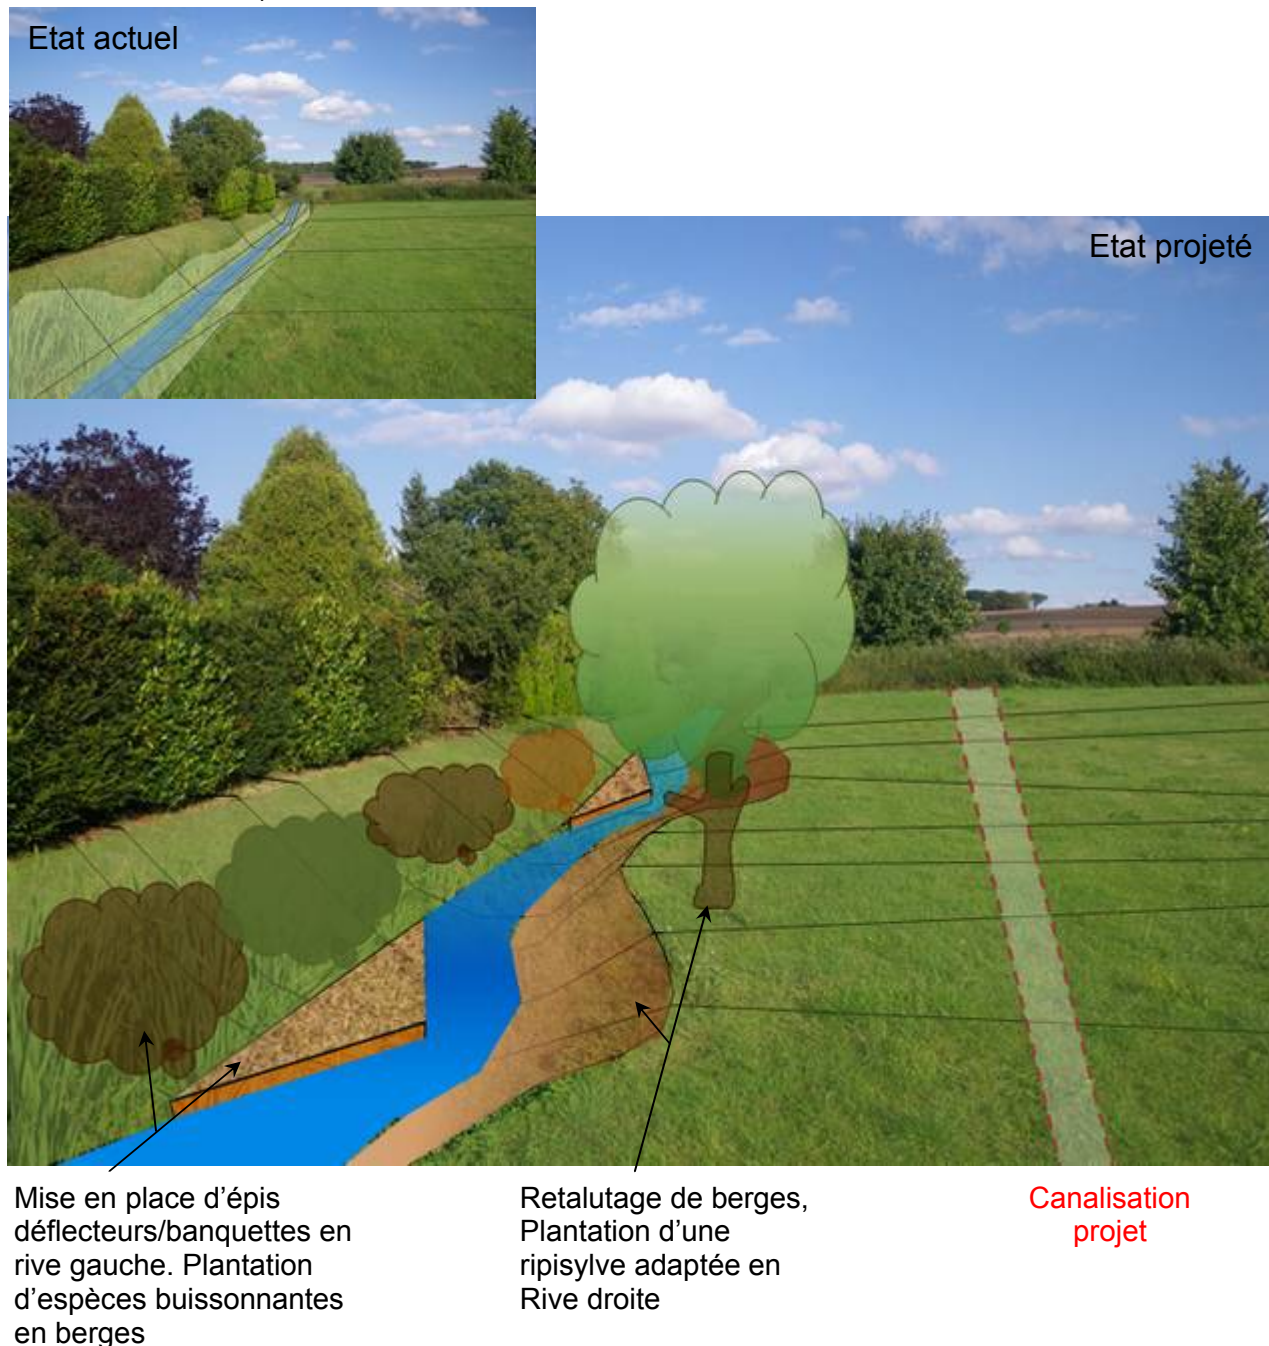 Etat actuel
Etat projeté
Mise en place d’épis
déflecteurs/banquettes en
rive gauche. Plantation
d’espèces buissonnantes
en berges
Retalutage de berges,
Plantation d’une
ripisylve adaptée en
Rive droite
Canalisation
projet